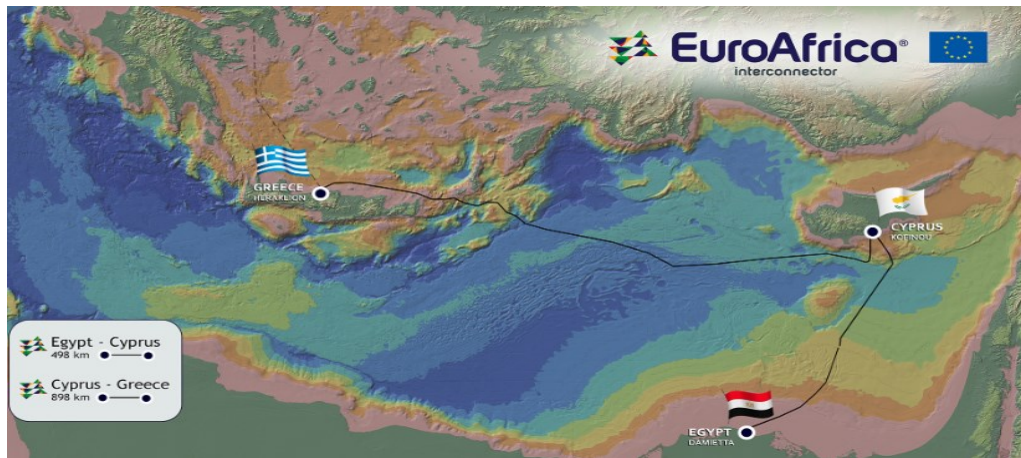 EuroAfrica®
interconnector
GREECE
HERAKLION
CYPRUS
KOFINOU
Egypt - Cyprus
498 km
Cyprus - Greece
898 km
EGYPT
DAMIETTA